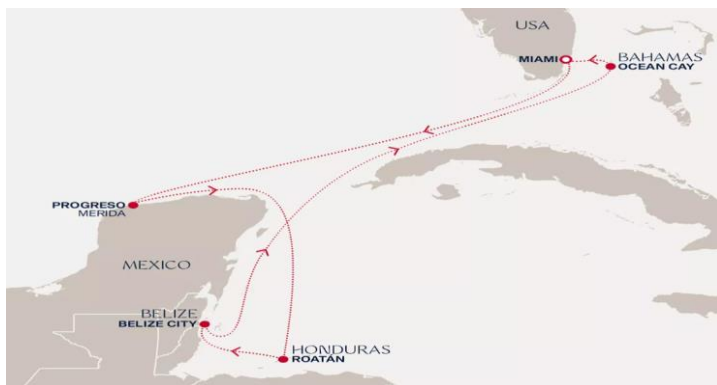 USA
MIAMI
BAHAMAS
OCEAN CAY
PROGRESO
MERIDA
MEXICO
BELIZE
BELIZE CITY
HONDURAS
ROATÁN